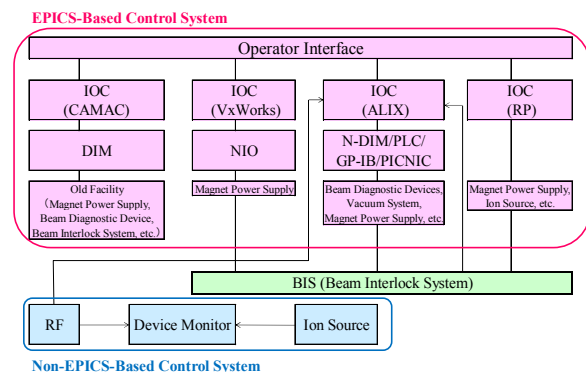 EPICS-Based Control System
Operator Interface
IOC
(CAMAC)
IOC
(VxWorks)
IOC
(ALIX)
IOC
(RP)
DIM
NIO
N-DIM/PLC/
GP-IB/PICNIC
Old Facility
(Magnet Power Supply,
Beam Diagnostic Device,
Beam Interlock System, etc.)
Magnet Power Supply
Beam Diagnostic Devices,
Vacuum System,
Magnet Power Supply, etc.
Magnet Power Supply,
Ion Source, etc.
BIS (Beam Interlock System)
RF
Device Monitor
Ion Source
Non-EPICS-Based Control System